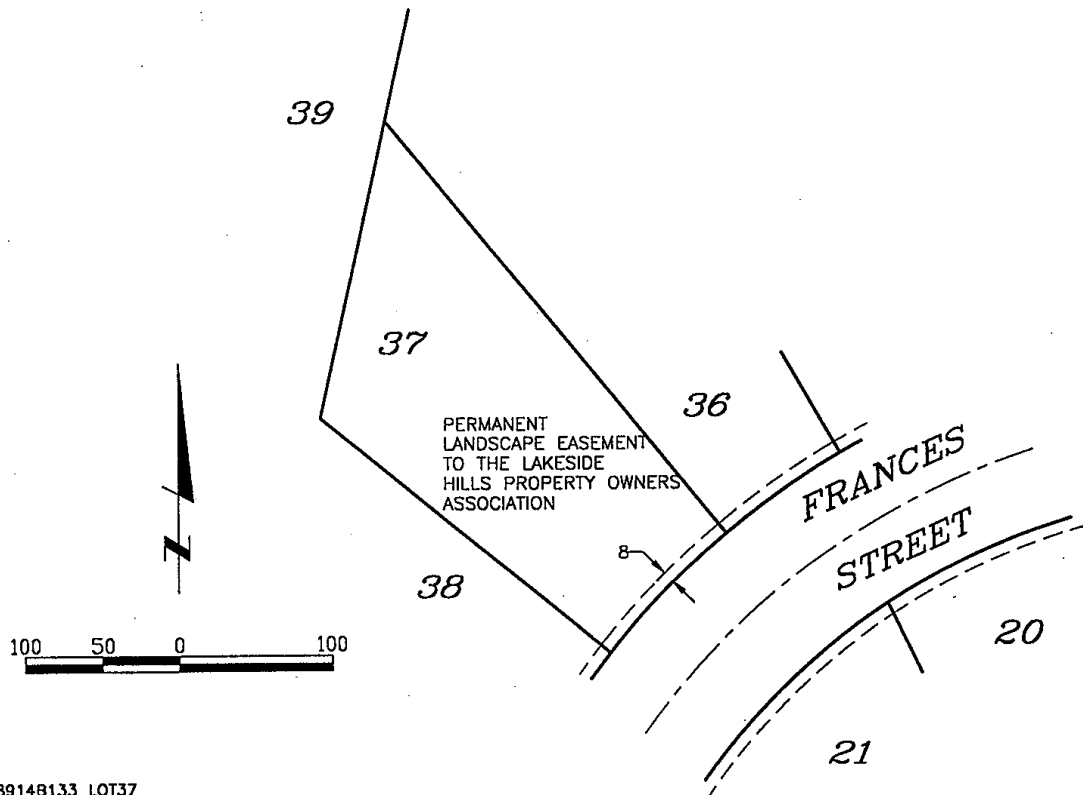 39
37
36
PERMANENT
LANDSCAPE EASEMENT
TO THE LAKESIDE
HILLS PROPERTY OWNERS
ASSOCIATION
FRANCES
STREET
8
38
N
20
100 50 0 100
21
8914B133 LOT37